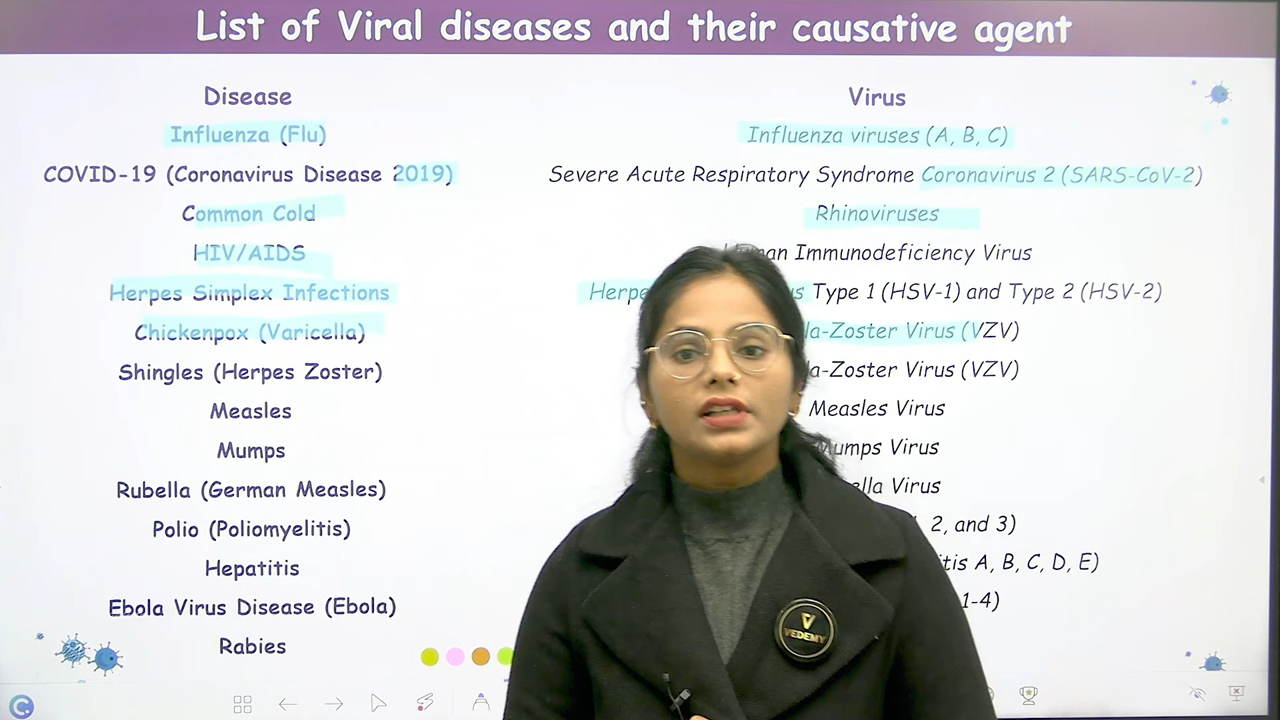 List of Viral diseases and their causative agent
Disease Virus
Influenza (Flu) Influenza viruses (A, B, C)
COVID-19 (Coronavirus Disease 2019) Severe Acute Respiratory Syndrome Coronavirus 2 (SARS-CoV-2)
Common Cold Rhinoviruses
HIV/AIDS Immunodeficiency Virus
Herpes Simplex Infections Type 1 (HSV-1) and Type 2 (HSV-2)
Chickenpox (Varicella) Zoster Virus (VZV)
Shingles (Herpes Zoster) Zoster Virus (VZV)
Measles Measles Virus
Mumps Mumps Virus
Rubella (German Measles) Virus
Polio (Poliomyelitis) 2, and 3)
Hepatitis A, B, C, D, E)
Ebola Virus Disease (Ebola) 1-4)
Rabies
V
VEDEMY